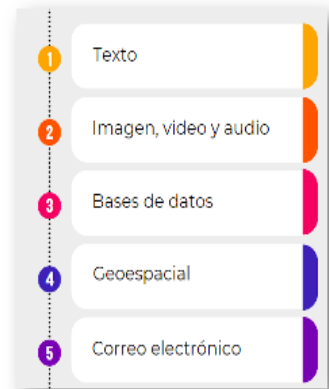 1 Texto
2 Imagen, video y audio
3 Bases de datos
4 Geoespacial
5 Correo electrónico